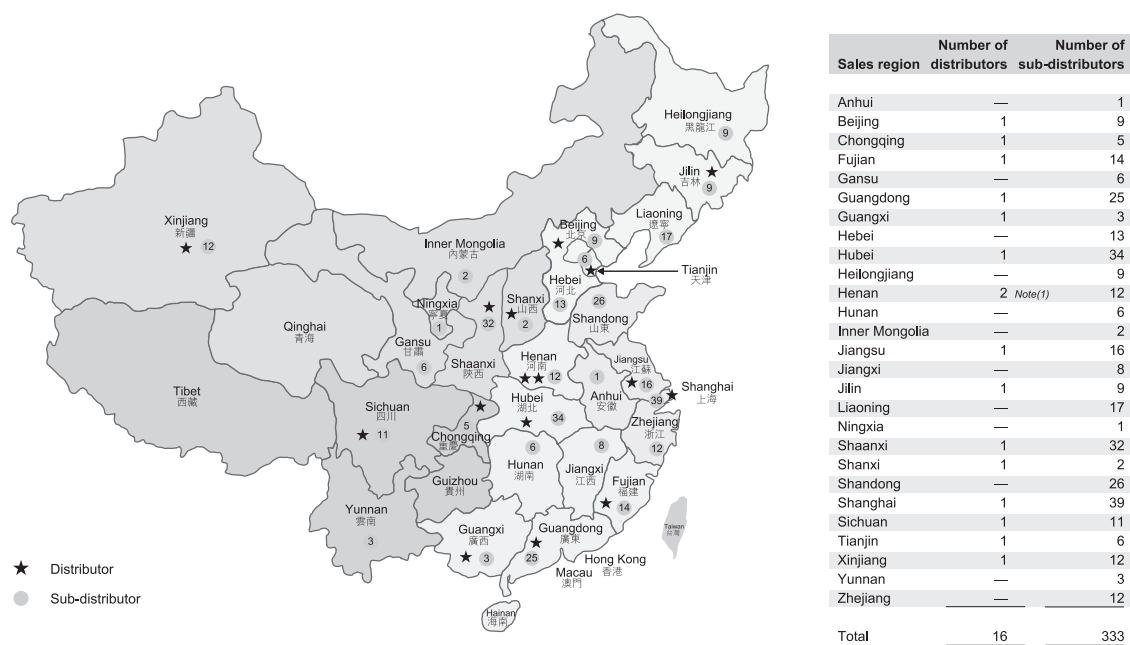 Heilongjiang
黑龍江
9
Jilin
吉林
9
Liaoning
遼寧
17
Xinjiang
新疆
12
Beijing
北京
9
6
Tianjin
天津
Inner Mongolia
內蒙古
2
Hebei
河北
13
Shanxi
山西
2
26
Shandong
山東
Ningxia
寧夏
1
32
Qinghai
青海
Gansu
甘肅
6
Shaanxi
陝西
Henan
河南
12
Jiangsu
江蘇
16
1
Anhui
安徽
Shanghai
上海
39
Tibet
西藏
Sichuan
四川
11
Hubei
湖北
34
Zhejiang
浙江
12
5
Chongqing
重慶
6
Hunan
湖南
8
Jiangxi
江西
Guizhou
貴州
Fujian
福建
14
Yunnan
雲南
3
Guangxi
廣西
3
Guangdong
廣東
25
Taiwan
台灣
Hong Kong
香港
Macau
澳門
Hainan
海南
Distributor
Sub-distributor
Number of Number of
Sales region distributors sub-distributors
Anhui — 1
Beijing 1 9
Chongqing 1 5
Fujian 1 14
Gansu — 6
Guangdong 1 25
Guangxi 1 3
Hebei — 13
Hubei 1 34
Heilongjiang — 9
Henan 2 Note(1) 12
Hunan — 6
Inner Mongolia — 2
Jiangsu 1 16
Jiangxi — 8
Jilin 1 9
Liaoning — 17
Ningxia — 1
Shaanxi 1 32
Shanxi 1 2
Shandong — 26
Shanghai 1 39
Sichuan 1 11
Tianjin 1 6
Xinjiang 1 12
Yunnan — 3
Zhejiang — 12
Total 16 333